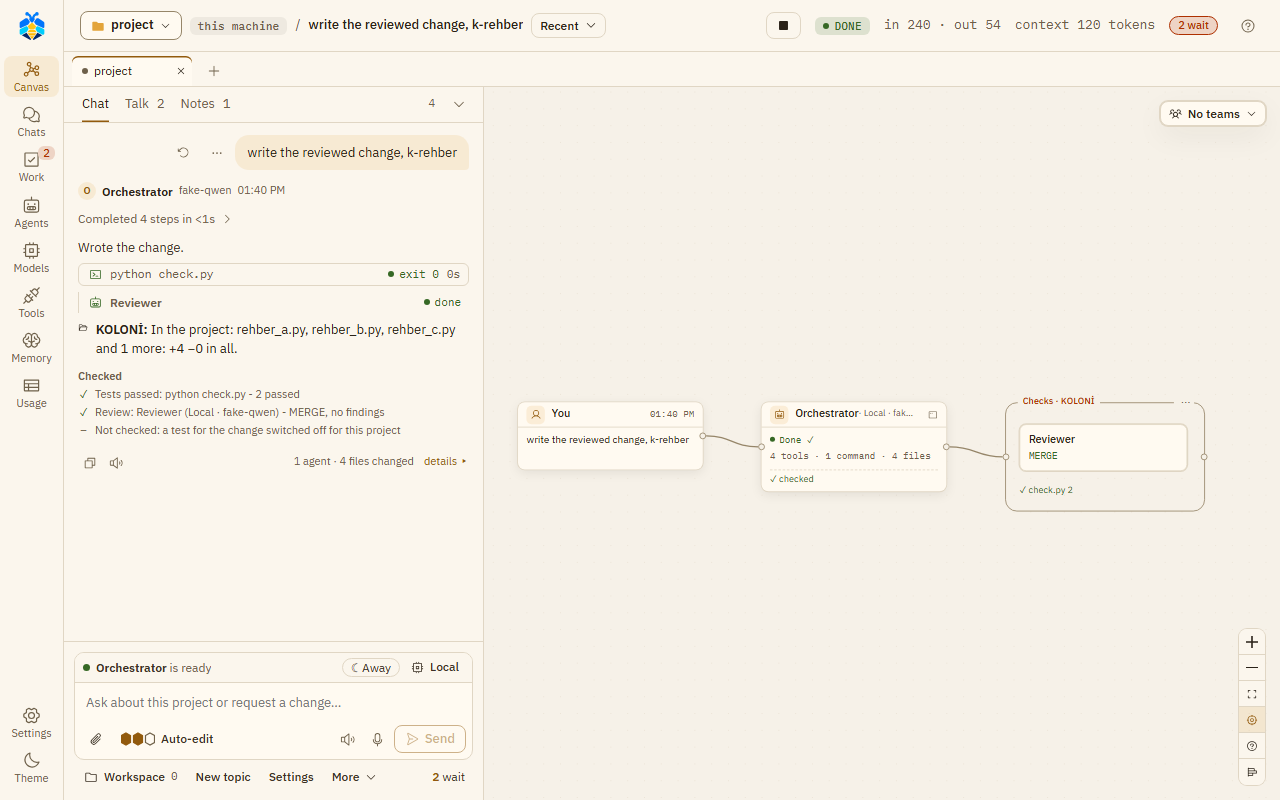 project
this machine
/
write the reviewed change, k-rehber
Recent
DONE
in 240 · out 54
context 120 tokens
2 wait
Canvas
Chats
2
Work
Agents
Models
Tools
Memory
Usage
Settings
Theme
project
Chat
Talk 2
Notes 1
4
write the reviewed change, k-rehber
O Orchestrator fake-qwen 01:40 PM
Completed 4 steps in <1s
Wrote the change.
python check.py
exit 0 0s
Reviewer
done
KOLONİ: In the project: rehber_a.py, rehber_b.py, rehber_c.py
and 1 more: +4 −0 in all.
Checked
✓ Tests passed: python check.py - 2 passed
✓ Review: Reviewer (Local · fake-qwen) - MERGE, no findings
– Not checked: a test for the change switched off for this project
1 agent · 4 files changed
details
Orchestrator is ready
Away
Local
Ask about this project or request a change...
Auto-edit
Send
Workspace 0
New topic
Settings
More
2 wait
No teams
You
01:40 PM
write the reviewed change, k-rehber
Orchestrator · Local · fak...
Done ✓
4 tools · 1 command · 4 files
✓ checked
Checks · KOLONİ
...
Reviewer
MERGE
✓ check.py 2